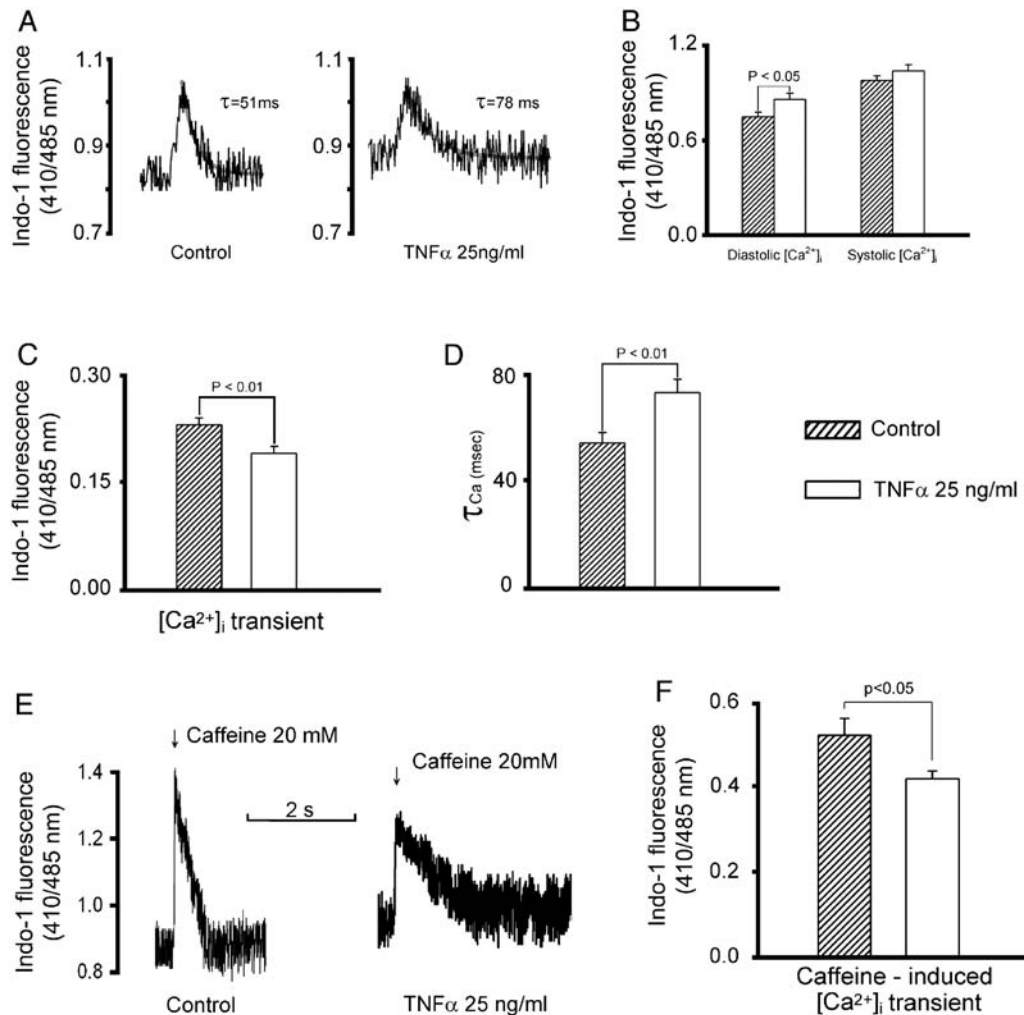 A
Indo-1 fluorescence
(410/485 nm)
1.1
0.9
0.7
τ=51ms
Control
1.1
0.9
0.7
τ=78 ms
TNFα 25ng/ml
B
Indo-1 fluorescence
(410/485 nm)
1.2
0.6
0.0
P < 0.05
Diastolic [Ca²⁺]ᵢ
Systolic [Ca²⁺]ᵢ
C
Indo-1 fluorescence
(410/485 nm)
0.30
0.15
0.00
P < 0.01
[Ca²⁺]ᵢ transient
D
τCa (msec)
80
40
0
P < 0.01
Control
TNFα 25 ng/ml
E
Indo-1 fluorescence
(410/485 nm)
1.4
1.2
1.0
0.8
↓ Caffeine 20 mM
2 s
Control
↓ Caffeine 20mM
TNFα 25 ng/ml
F
Indo-1 fluorescence
(410/485 nm)
0.6
0.4
0.2
0.0
p<0.05
Caffeine - induced
[Ca²⁺]ᵢ transient